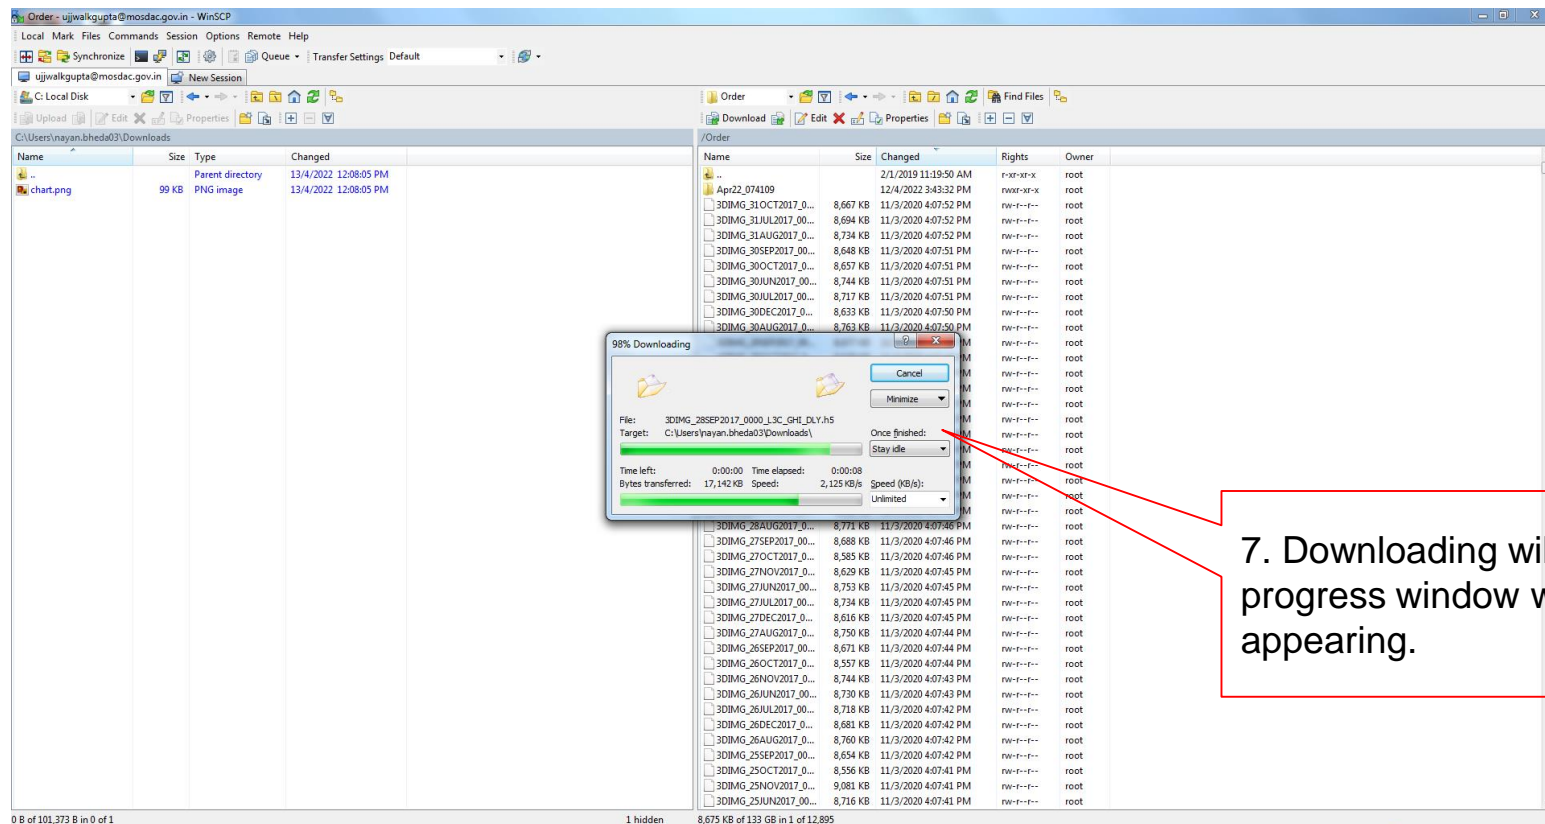 Order - ujjwalkgupta@mosdac.gov.in - WinSCP
Local Mark Files Commands Session Options Remote Help
Synchronize Queue Transfer Settings Default
ujjwalkgupta@mosdac.gov.in New Session
C: Local Disk Order Find Files
Upload Edit Properties Download Edit Properties
C:\Users\nayan.bheda03\Downloads /Order
Name Size Type Changed Name Size Changed Rights Owner
.. Parent directory 13/4/2022 12:08:05 PM .. 2/1/2019 11:19:50 AM r-xr-xr-x root
chart.png 99 KB PNG image 13/4/2022 12:08:05 PM Apr22_074109 12/4/2022 3:43:32 PM rwxr-xr-x root
3DIMG_31OCT2017_0... 8,667 KB 11/3/2020 4:07:52 PM rw-r--r-- root
3DIMG_31JUL2017_00... 8,694 KB 11/3/2020 4:07:52 PM rw-r--r-- root
3DIMG_31AUG2017_0... 8,734 KB 11/3/2020 4:07:52 PM rw-r--r-- root
3DIMG_30SEP2017_00... 8,648 KB 11/3/2020 4:07:51 PM rw-r--r-- root
3DIMG_30OCT2017_0... 8,657 KB 11/3/2020 4:07:51 PM rw-r--r-- root
3DIMG_30JUN2017_00... 8,744 KB 11/3/2020 4:07:51 PM rw-r--r-- root
3DIMG_30JUL2017_00... 8,717 KB 11/3/2020 4:07:51 PM rw-r--r-- root
3DIMG_30DEC2017_0... 8,633 KB 11/3/2020 4:07:50 PM rw-r--r-- root
3DIMG_30AUG2017_0... 8,763 KB 11/3/2020 4:07:50 PM rw-r--r-- root
98% Downloading
M rw-r--r-- root
M rw-r--r-- root
Cancel M rw-r--r-- root
M rw-r--r-- root
Minimize M rw-r--r-- root
File: 3DIMG_28SEP2017_0000_L3C_GHI_DLY.h5 M rw-r--r-- root
Target: C:\Users\nayan.bheda03\Downloads\ Once finished: M rw-r--r-- root
Stay idle M rw-r--r-- root
Time left: 0:00:00 Time elapsed: 0:00:08 M rw-r--r-- root
Bytes transferred: 17,142 KB Speed: 2,125 KB/s Speed (KB/s): M rw-r--r-- root
Unlimited M rw-r--r-- root
M rw-r--r-- root
3DIMG_28AUG2017_0... 8,771 KB 11/3/2020 4:07:46 PM rw-r--r-- root
3DIMG_27SEP2017_00... 8,688 KB 11/3/2020 4:07:46 PM rw-r--r-- root
3DIMG_27OCT2017_0... 8,585 KB 11/3/2020 4:07:46 PM rw-r--r-- root
3DIMG_27NOV2017_0... 8,629 KB 11/3/2020 4:07:45 PM rw-r--r-- root
3DIMG_27JUN2017_00... 8,753 KB 11/3/2020 4:07:45 PM rw-r--r-- root
3DIMG_27JUL2017_00... 8,734 KB 11/3/2020 4:07:45 PM rw-r--r-- root
3DIMG_27DEC2017_0... 8,616 KB 11/3/2020 4:07:45 PM rw-r--r-- root
3DIMG_27AUG2017_0... 8,750 KB 11/3/2020 4:07:44 PM rw-r--r-- root
3DIMG_26SEP2017_00... 8,671 KB 11/3/2020 4:07:44 PM rw-r--r-- root
3DIMG_26OCT2017_0... 8,557 KB 11/3/2020 4:07:44 PM rw-r--r-- root
3DIMG_26NOV2017_0... 8,744 KB 11/3/2020 4:07:43 PM rw-r--r-- root
3DIMG_26JUN2017_00... 8,730 KB 11/3/2020 4:07:43 PM rw-r--r-- root
3DIMG_26JUL2017_00... 8,718 KB 11/3/2020 4:07:42 PM rw-r--r-- root
3DIMG_26DEC2017_0... 8,681 KB 11/3/2020 4:07:42 PM rw-r--r-- root
3DIMG_26AUG2017_0... 8,760 KB 11/3/2020 4:07:42 PM rw-r--r-- root
3DIMG_25SEP2017_00... 8,654 KB 11/3/2020 4:07:42 PM rw-r--r-- root
3DIMG_25OCT2017_0... 8,556 KB 11/3/2020 4:07:41 PM rw-r--r-- root
3DIMG_25NOV2017_0... 9,081 KB 11/3/2020 4:07:41 PM rw-r--r-- root
3DIMG_25JUN2017_00... 8,716 KB 11/3/2020 4:07:41 PM rw-r--r-- root
7. Downloading wil
progress window w
appearing.
0 B of 101,373 B in 0 of 1 1 hidden 8,675 KB of 133 GB in 1 of 12,895